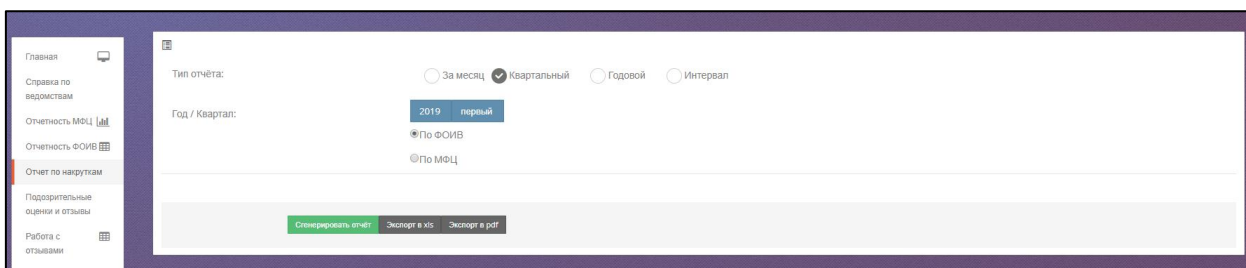 Главная
Справка по
ведомствам
Отчетность МФЦ
Отчетность ФОИВ
Отчет по накруткам
Подозрительные
оценки и отзывы
Работа с
отзывами
Тип отчёта:
За месяц Квартальный Годовой Интервал
Год / Квартал:
2019 первый
По ФОИВ
По МФЦ
Сгенерировать отчёт Экспорт в xls Экспорт в pdf